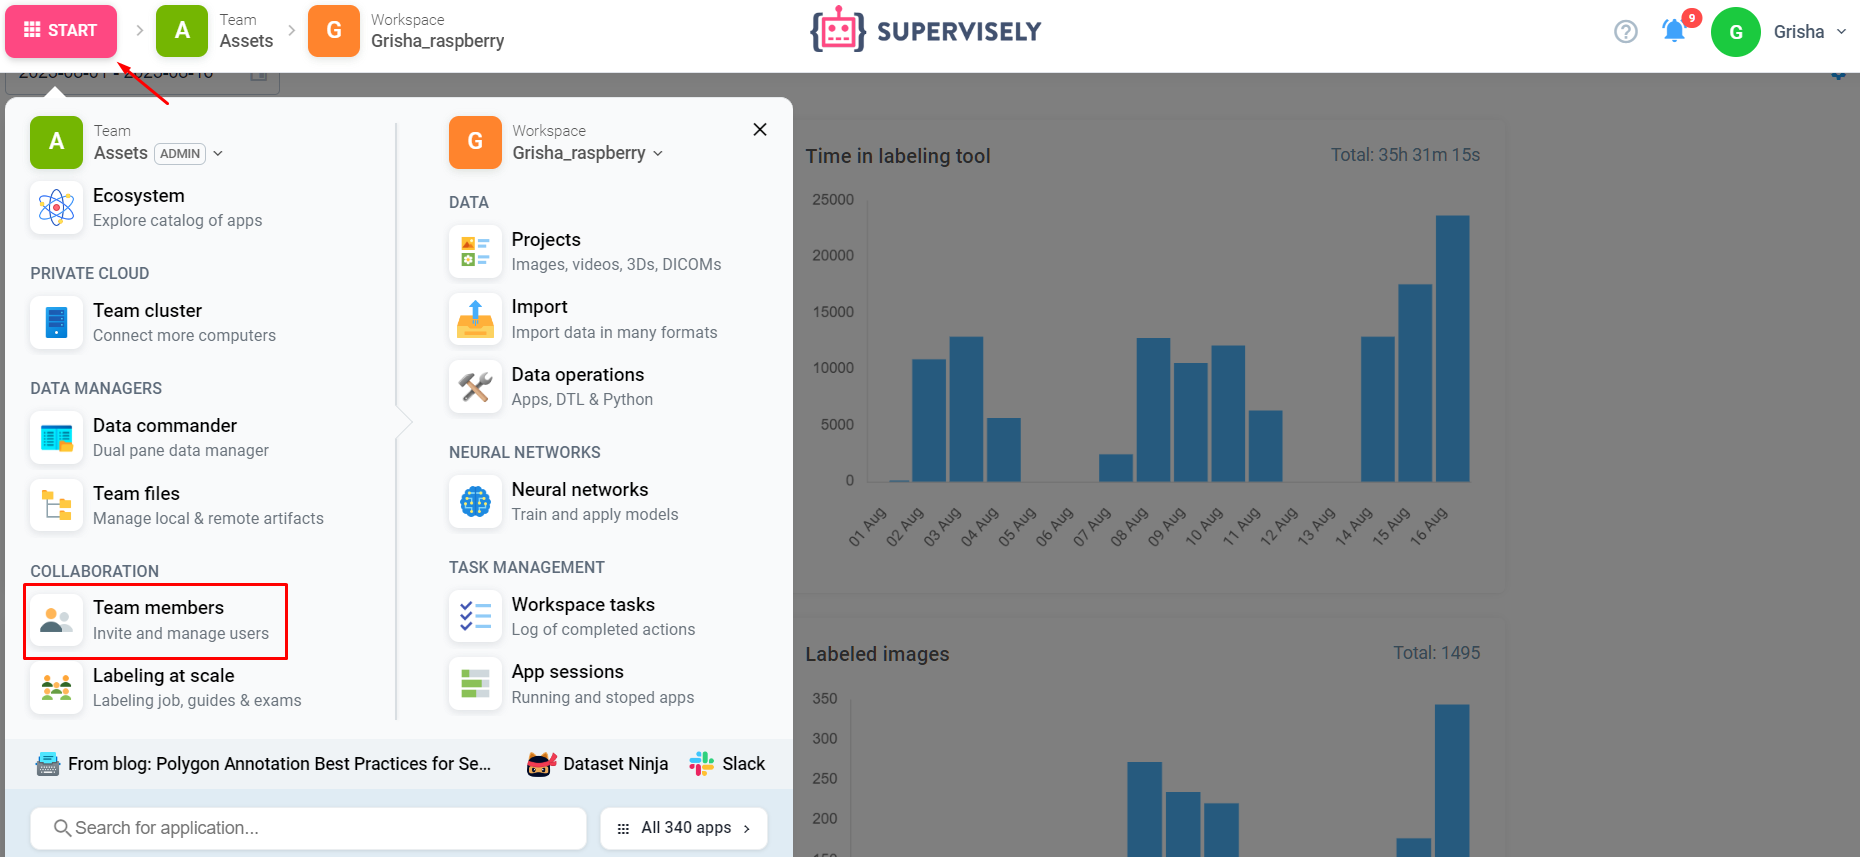 START
A
Team
Assets
G
Workspace
Grisha_raspberry
SUPERVISELY
9
G
Grisha
A
Team
Assets ADMIN
Ecosystem
Explore catalog of apps
PRIVATE CLOUD
Team cluster
Connect more computers
DATA MANAGERS
Data commander
Dual pane data manager
Team files
Manage local & remote artifacts
COLLABORATION
Team members
Invite and manage users
Labeling at scale
Labeling job, guides & exams
G
Workspace
Grisha_raspberry
DATA
Projects
Images, videos, 3Ds, DICOMs
Import
Import data in many formats
Data operations
Apps, DTL & Python
NEURAL NETWORKS
Neural networks
Train and apply models
TASK MANAGEMENT
Workspace tasks
Log of completed actions
App sessions
Running and stoped apps
From blog: Polygon Annotation Best Practices for Se...
Dataset Ninja
Slack
Search for application...
All 340 apps
Time in labeling tool
Total: 35h 31m 15s
25000
20000
15000
10000
5000
0
01 Aug
02 Aug
03 Aug
04 Aug
05 Aug
06 Aug
07 Aug
08 Aug
09 Aug
10 Aug
11 Aug
12 Aug
13 Aug
14 Aug
15 Aug
16 Aug
Labeled images
Total: 1495
350
300
250
200